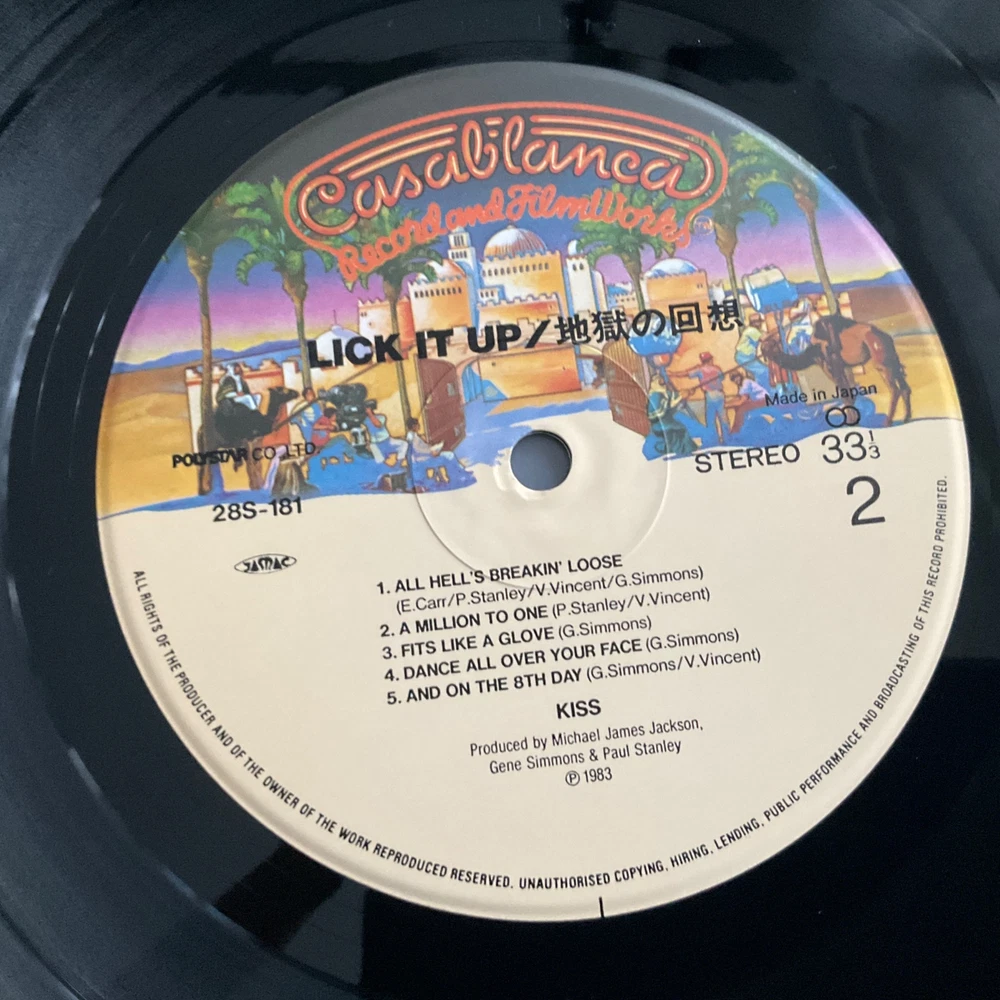 Casablanca
Record and FilmWorks
LICK IT UP/地獄の回想
Made in Japan
POLYSTAR CO., LTD.
STEREO 33 1/3
28S-181
2
JASRAC
1. ALL HELL'S BREAKIN' LOOSE
(E.Carr/P.Stanley/V.Vincent/G.Simmons)
2. A MILLION TO ONE (P.Stanley/V.Vincent)
3. FITS LIKE A GLOVE (G.Simmons)
4. DANCE ALL OVER YOUR FACE (G.Simmons)
5. AND ON THE 8TH DAY (G.Simmons/V.Vincent)
KISS
Produced by Michael James Jackson,
Gene Simmons & Paul Stanley
Ⓟ 1983
ALL RIGHTS OF THE PRODUCER AND OF THE OWNER OF THE WORK REPRODUCED RESERVED. UNAUTHORISED COPYING, HIRING, LENDING, PUBLIC PERFORMANCE AND BROADCASTING OF THIS RECORD PROHIBITED.